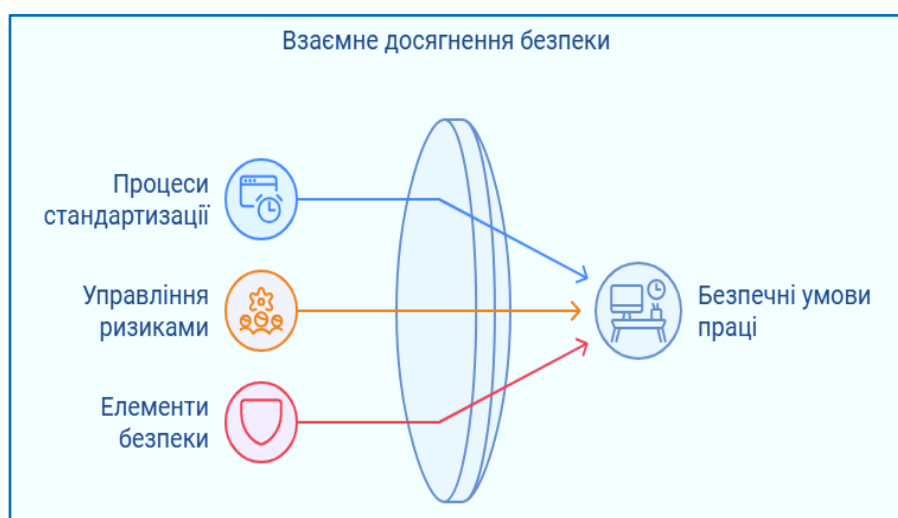 Взаємне досягнення безпеки
Процеси
стандартизації
Управління
ризиками
Елементи
безпеки
Безпечні умови
праці